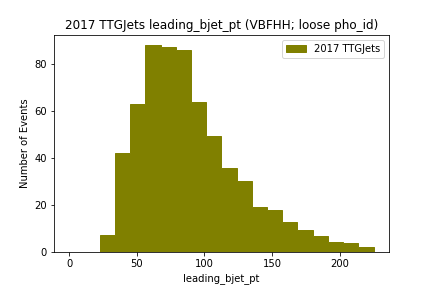 2017 TTGJets leading_bjet_pt (VBFHH; loose pho_id)
2017 TTGJets
80
60
40
20
0
Number of Events
0 50 100 150 200
leading_bjet_pt